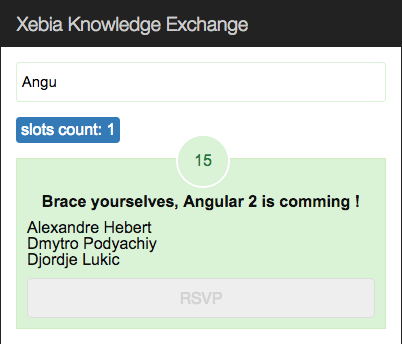 Xebia Knowledge Exchange
Angu
slots count: 1
15
Brace yourselves, Angular 2 is comming !
Alexandre Hebert
Dmytro Podyachiy
Djordje Lukic
RSVP